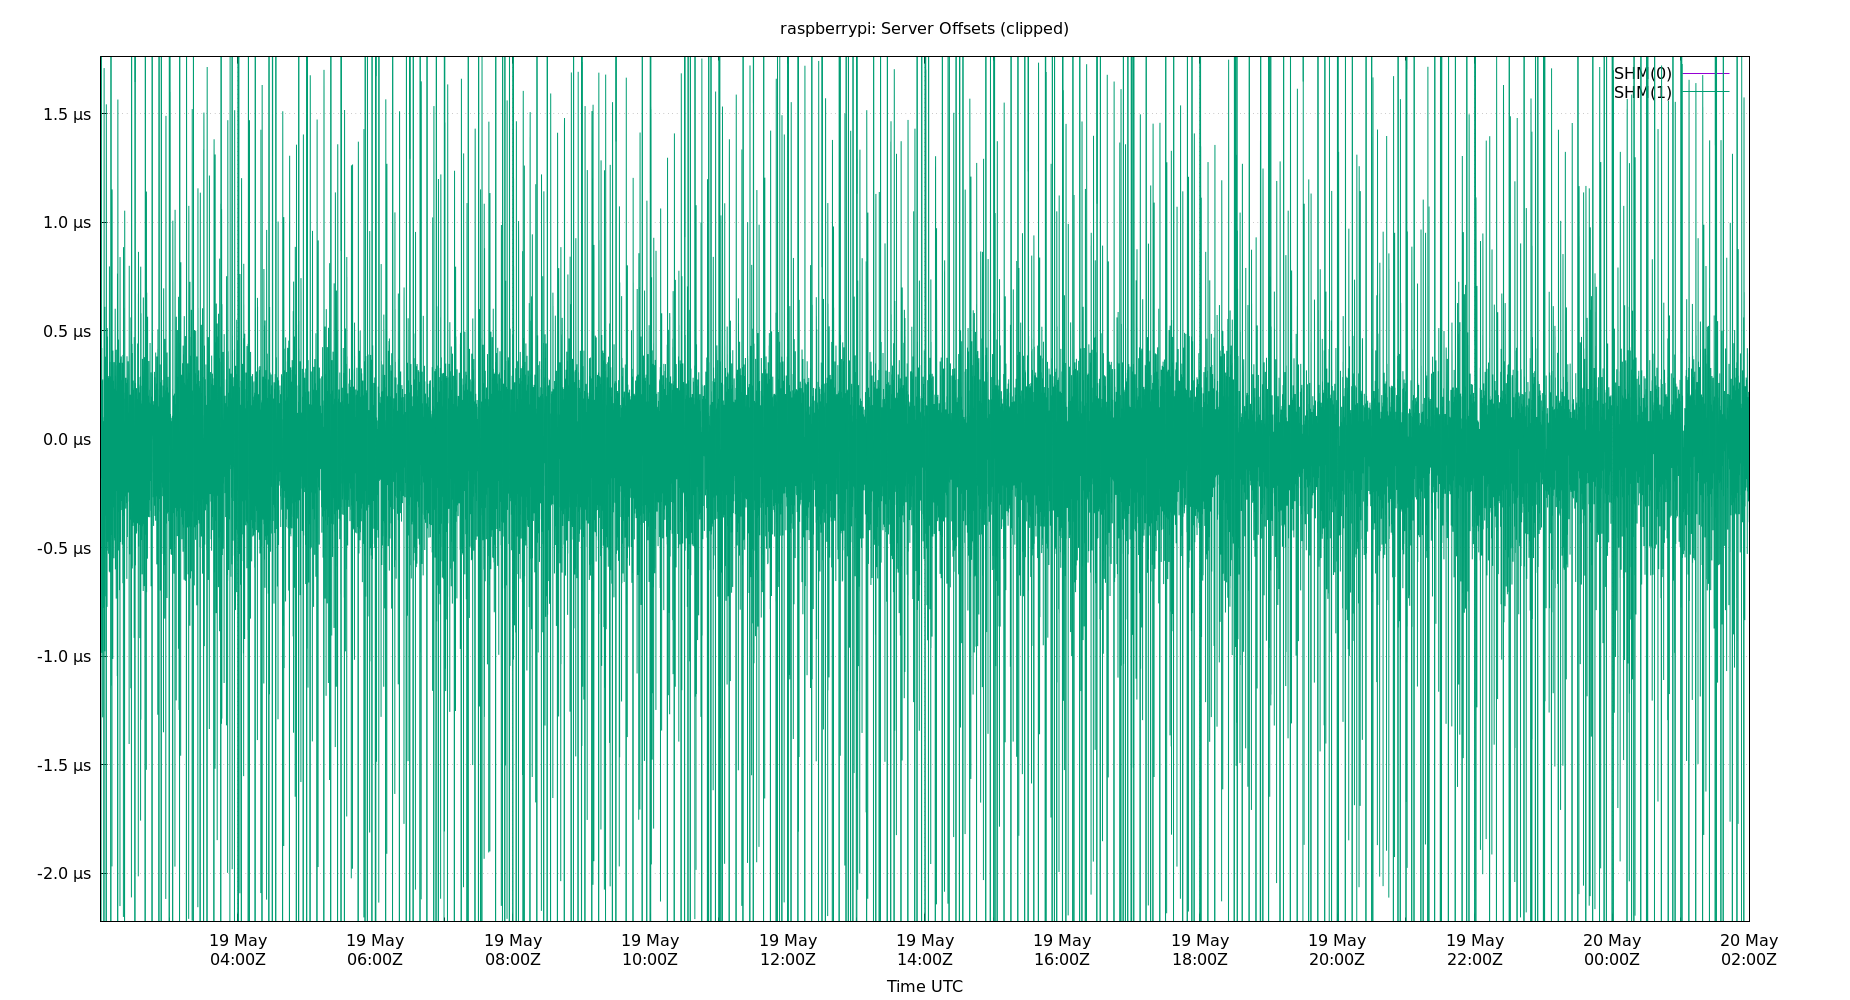 raspberrypi: Server Offsets (clipped)
SHM(0)
SHM(1)
1.5 µs
1.0 µs
0.5 µs
0.0 µs
-0.5 µs
-1.0 µs
-1.5 µs
-2.0 µs
19 May 19 May 19 May 19 May 19 May 19 May 19 May 19 May 19 May 19 May 20 May 20 May
04:00Z 06:00Z 08:00Z 10:00Z 12:00Z 14:00Z 16:00Z 18:00Z 20:00Z 22:00Z 00:00Z 02:00Z
Time UTC